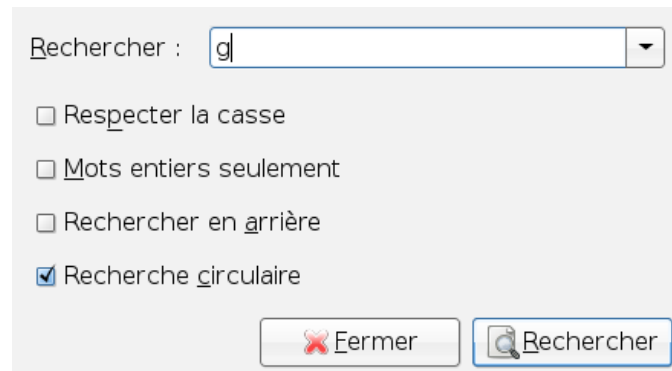 Rechercher : g
Respecter la casse
Mots entiers seulement
Rechercher en arrière
Recherche circulaire
Fermer Rechercher